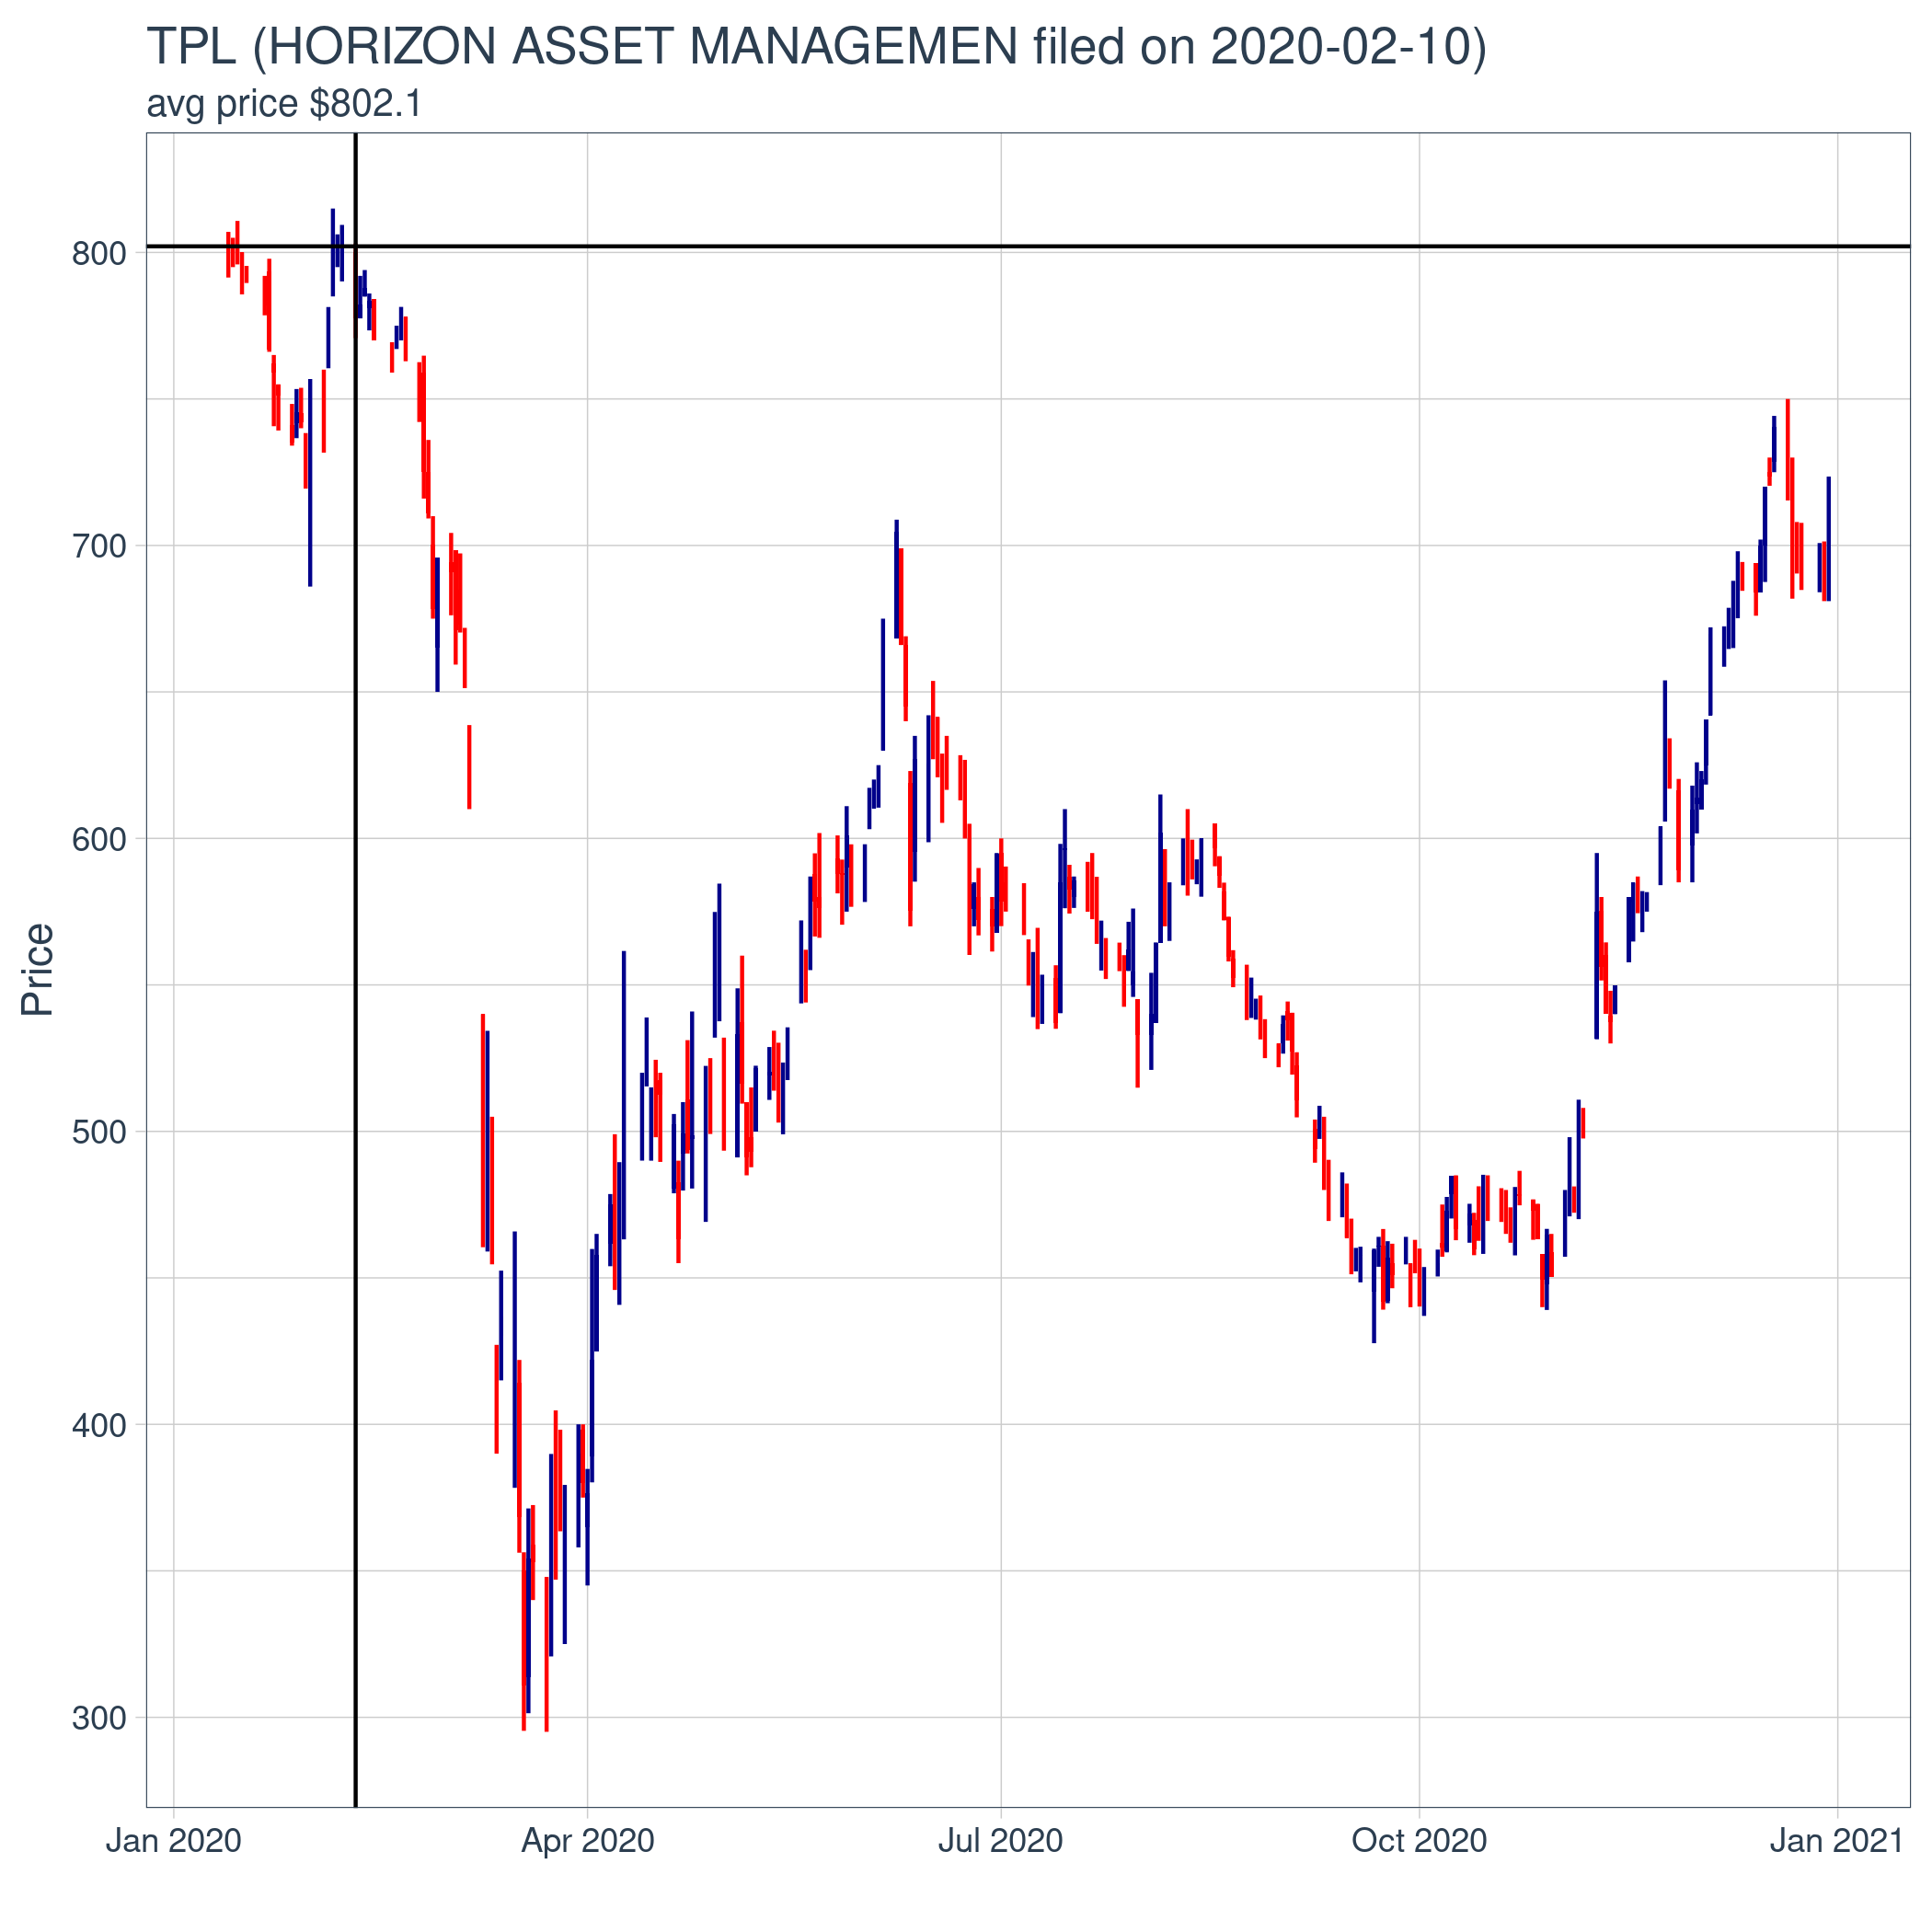 TPL (HORIZON ASSET MANAGEMEN filed on 2020-02-10)
avg price $802.1
800
700
600
500
400
300
Price
Jan 2020 Apr 2020 Jul 2020 Oct 2020 Jan 2021